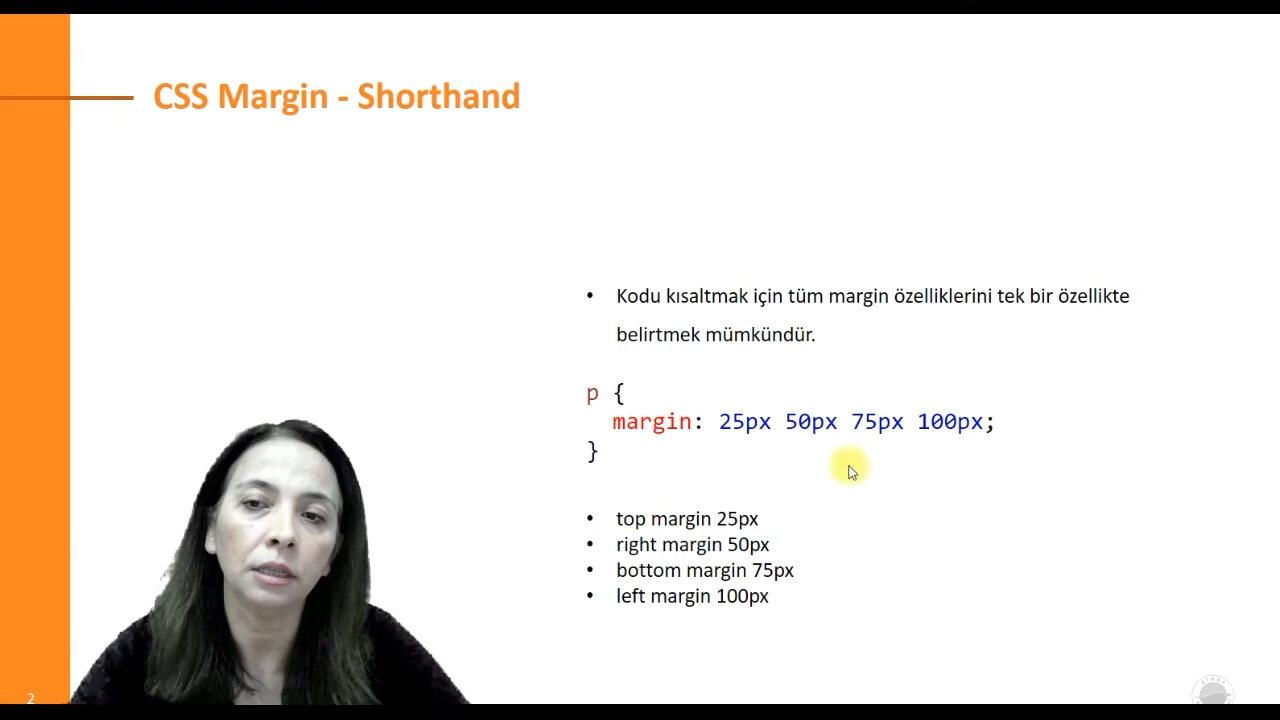 CSS Margin - Shorthand
• Kodu kısaltmak için tüm margin özelliklerini tek bir özellikte
belirtmek mümkündür.
p {
margin: 25px 50px 75px 100px;
}
• top margin 25px
• right margin 50px
• bottom margin 75px
• left margin 100px
2